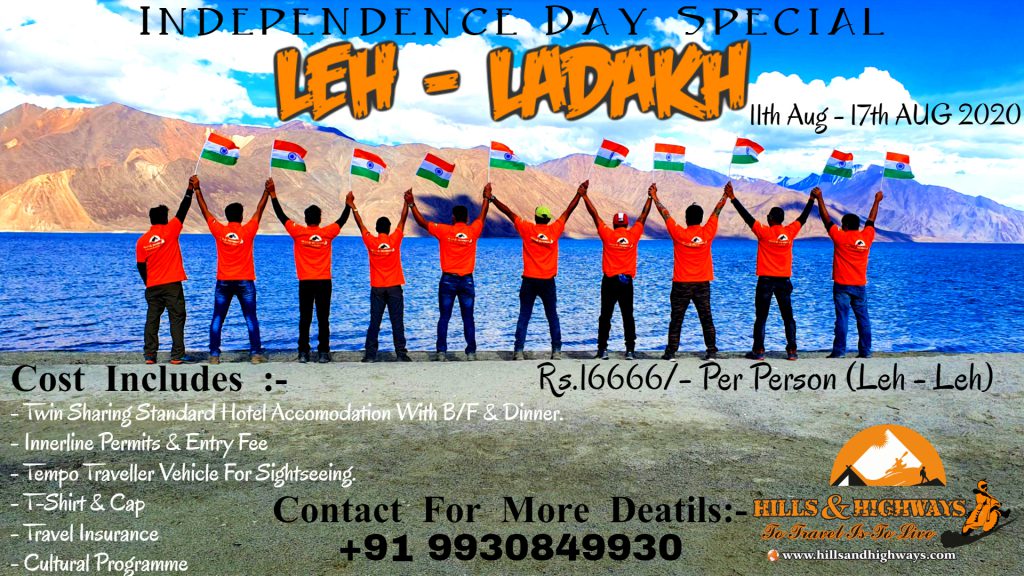 INDEPENDENCE DAY SPECIAL
LEH - LADAKH
11th Aug - 17th AUG 2020
Cost Includes :-
Rs.16666/- Per Person (Leh - Leh)
- Twin Sharing Standard Hotel Accomodation With B/F & Dinner.
- Innerline Permits & Entry Fee
- Tempo Traveller Vehicle For Sightseeing.
- T-Shirt & Cap
- Travel Insurance
- Cultural Programme
Contact For More Deatils:-
+91 9930849930
HILLS & HIGHWAYS
To Travel Is To Live
www.hillsandhighways.com